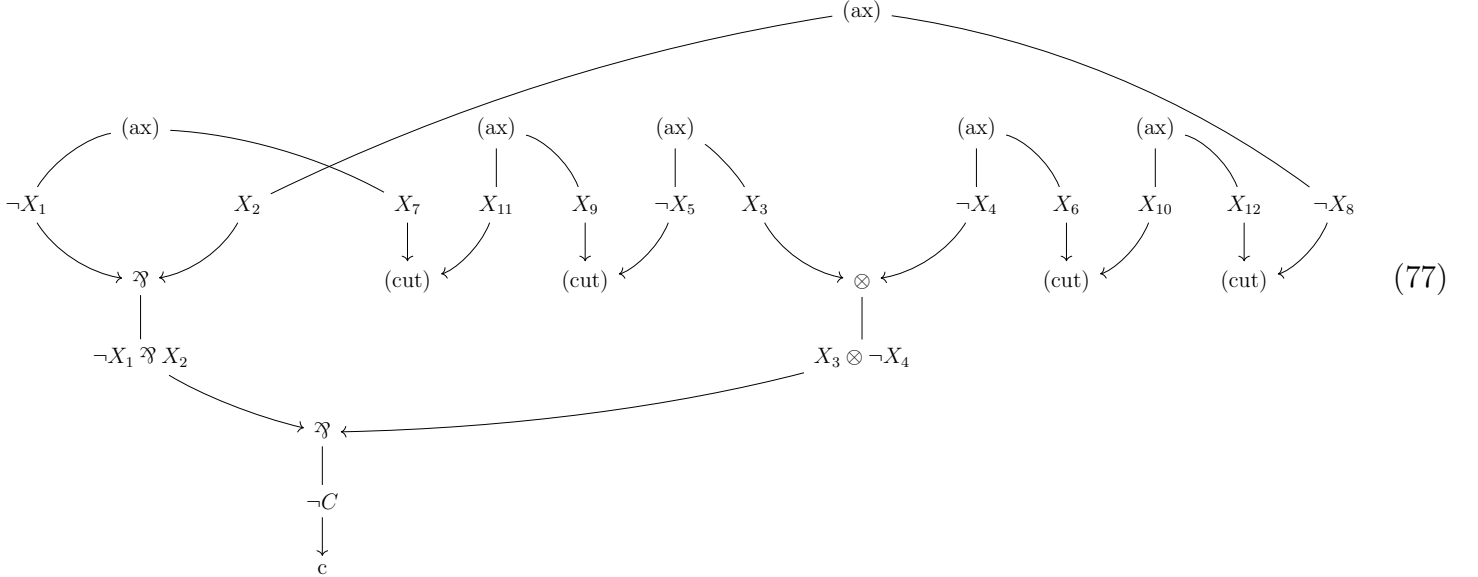 (ax)
(ax) (ax) (ax) (ax) (ax)
¬X₁ X₂ X₇ X₁₁ X₉ ¬X₅ X₃ ¬X₄ X₆ X₁₀ X₁₂ ¬X₈
⅋ (cut) (cut) ⊗ (cut) (cut) (77)
¬X₁ ⅋ X₂ X₃ ⊗ ¬X₄
⅋
¬C
c